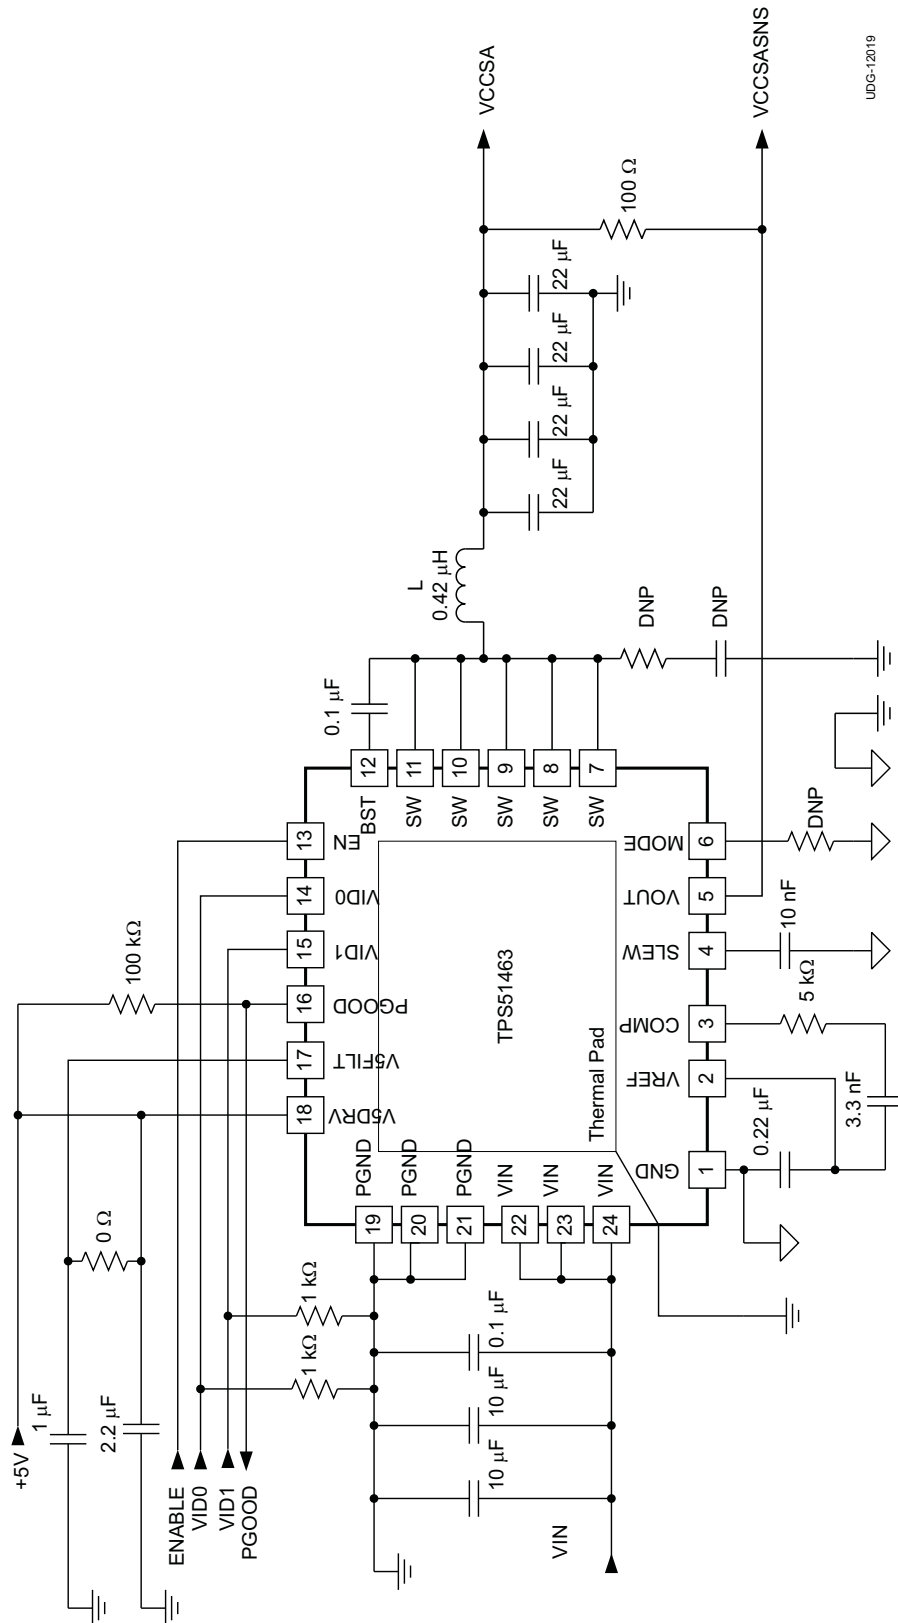 +5V
1 µF
2.2 µF
0 Ω
100 kΩ
ENABLE
VID0
VID1
PGOOD
1 kΩ
1 kΩ
10 µF
10 µF
0.1 µF
VIN
18
17
16
15
14
13
V5DRV
V5FILT
PGOOD
VID1
VID0
EN
19
PGND
20
PGND
21
PGND
22
VIN
23
VIN
24
VIN
TPS51463
Thermal Pad
12
BST
11
SW
10
SW
9
SW
8
SW
7
SW
GND
VREF
COMP
SLEW
VOUT
MODE
1
2
3
4
5
6
0.22 µF
3.3 nF
5 kΩ
10 nF
DNP
0.1 µF
L
0.42 µH
DNP
DNP
22 µF
22 µF
22 µF
22 µF
100 Ω
VCCSA
VCCSASNS
UDG-12019